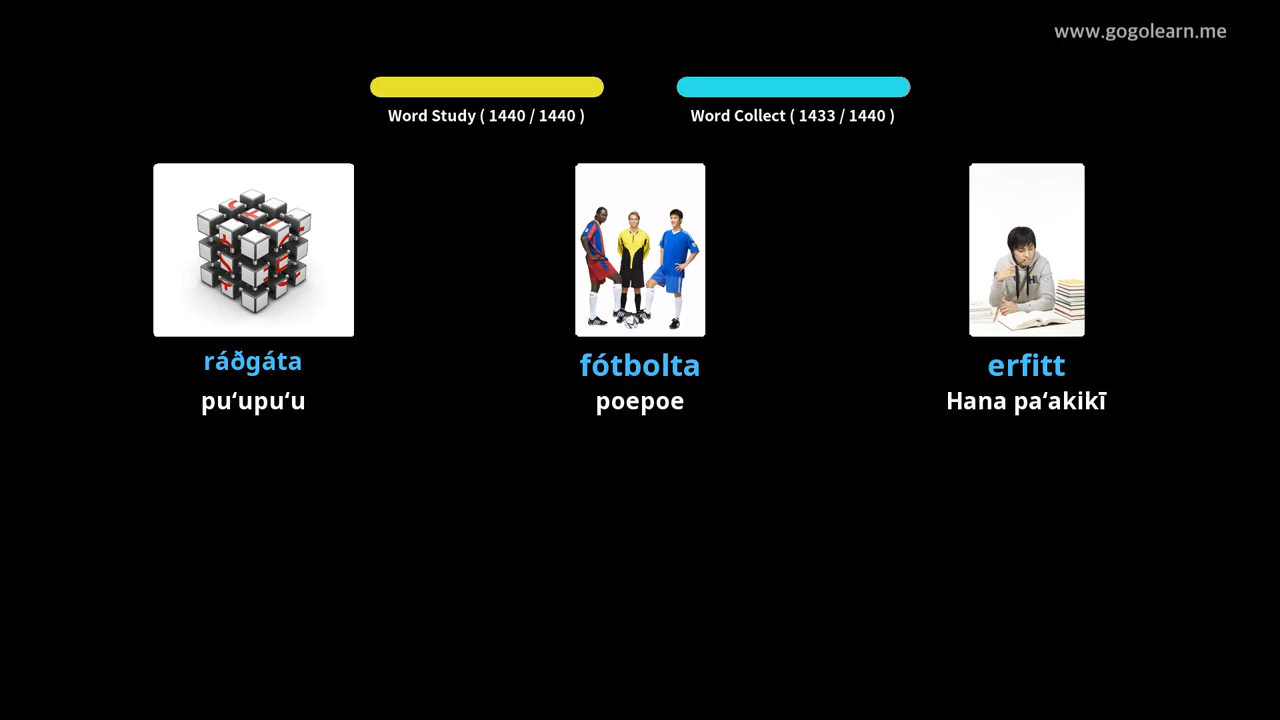 www.gogolearn.me
Word Study ( 1440 / 1440 )
Word Collect ( 1433 / 1440 )
ráðgáta
puʻupuʻu
fótbolta
poepoe
erfitt
Hana paʻakikī